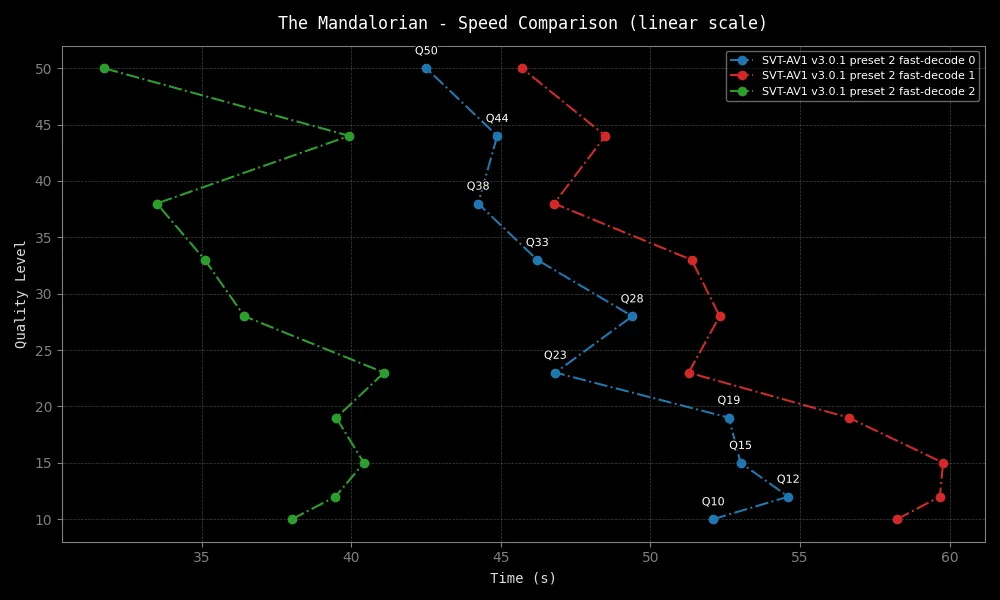 The Mandalorian - Speed Comparison (linear scale)
SVT-AV1 v3.0.1 preset 2 fast-decode 0
SVT-AV1 v3.0.1 preset 2 fast-decode 1
SVT-AV1 v3.0.1 preset 2 fast-decode 2
Quality Level
50
45
40
35
30
25
20
15
10
Q50
Q44
Q38
Q33
Q28
Q23
Q19
Q15
Q12
Q10
35 40 45 50 55 60
Time (s)